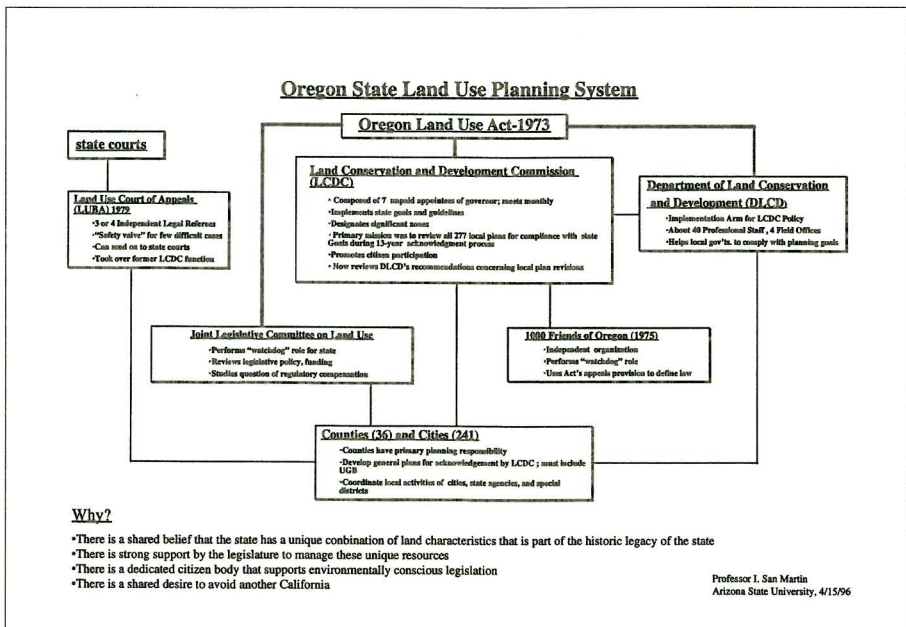 Oregon State Land Use Planning System
Oregon Land Use Act-1973
state courts
Land Use Court of Appeals
(LUBA) 1979
•3 or 4 Independent Legal Referees
•"Safety valve" for few difficult cases
•Can send on to state courts
•Took over former LCDC function
Land Conservation and Development Commission
(LCDC)
• Composed of 7 unpaid appointees of governor; meets monthly
•Implements state goals and guidelines
•Designates significant zones
• Primary mission was to review all 277 local plans for compliance with state
Goals during 13-year acknowledgment process
•Promotes citizen participation
• Now reviews DLCD's recommendations concerning local plan revisions
Department of Land Conservation
and Development (DLCD)
•Implementation Arm for LCDC Policy
•About 40 Professional Staff, 4 Field Offices
•Helps local gov'ts. to comply with planning goals
Joint Legislative Committee on Land Use
•Performs "watchdog" role for state
•Reviews legislative policy, funding
•Studies question of regulatory compensation
1000 Friends of Oregon (1975)
•Independent organization
•Performs "watchdog" role
•Uses Act's appeals provision to define law
Counties (36) and Cities (241)
•Counties have primary planning responsibility
•Develop general plans for acknowledgement by LCDC ; must include
UGB
•Coordinate local activities of cities, state agencies, and special
districts
Why?
•There is a shared belief that the state has a unique combination of land characteristics that is part of the historic legacy of the state
•There is strong support by the legislature to manage these unique resources
•There is a dedicated citizen body that supports environmentally conscious legislation
•There is a shared desire to avoid another California
Professor I. San Martin
Arizona State University, 4/15/96